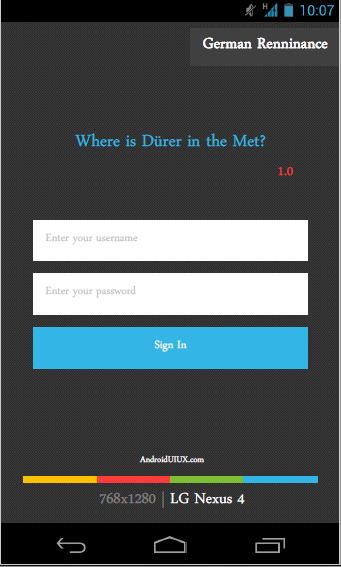 H 10:07
German Renninance
Where is Dürer in the Met?
1.0
Enter your username
Enter your password
Sign In
AndroidUIUX.com
768x1280 | LG Nexus 4